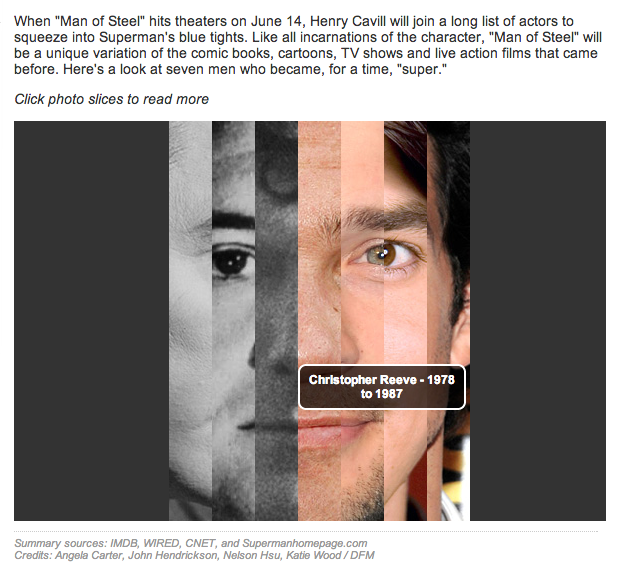 When "Man of Steel" hits theaters on June 14, Henry Cavill will join a long list of actors to
squeeze into Superman's blue tights. Like all incarnations of the character, "Man of Steel" will
be a unique variation of the comic books, cartoons, TV shows and live action films that came
before. Here's a look at seven men who became, for a time, "super."
Click photo slices to read more
Christopher Reeve - 1978
to 1987
Summary sources: IMDB, WIRED, CNET, and Supermanhomepage.com
Credits: Angela Carter, John Hendrickson, Nelson Hsu, Katie Wood / DFM